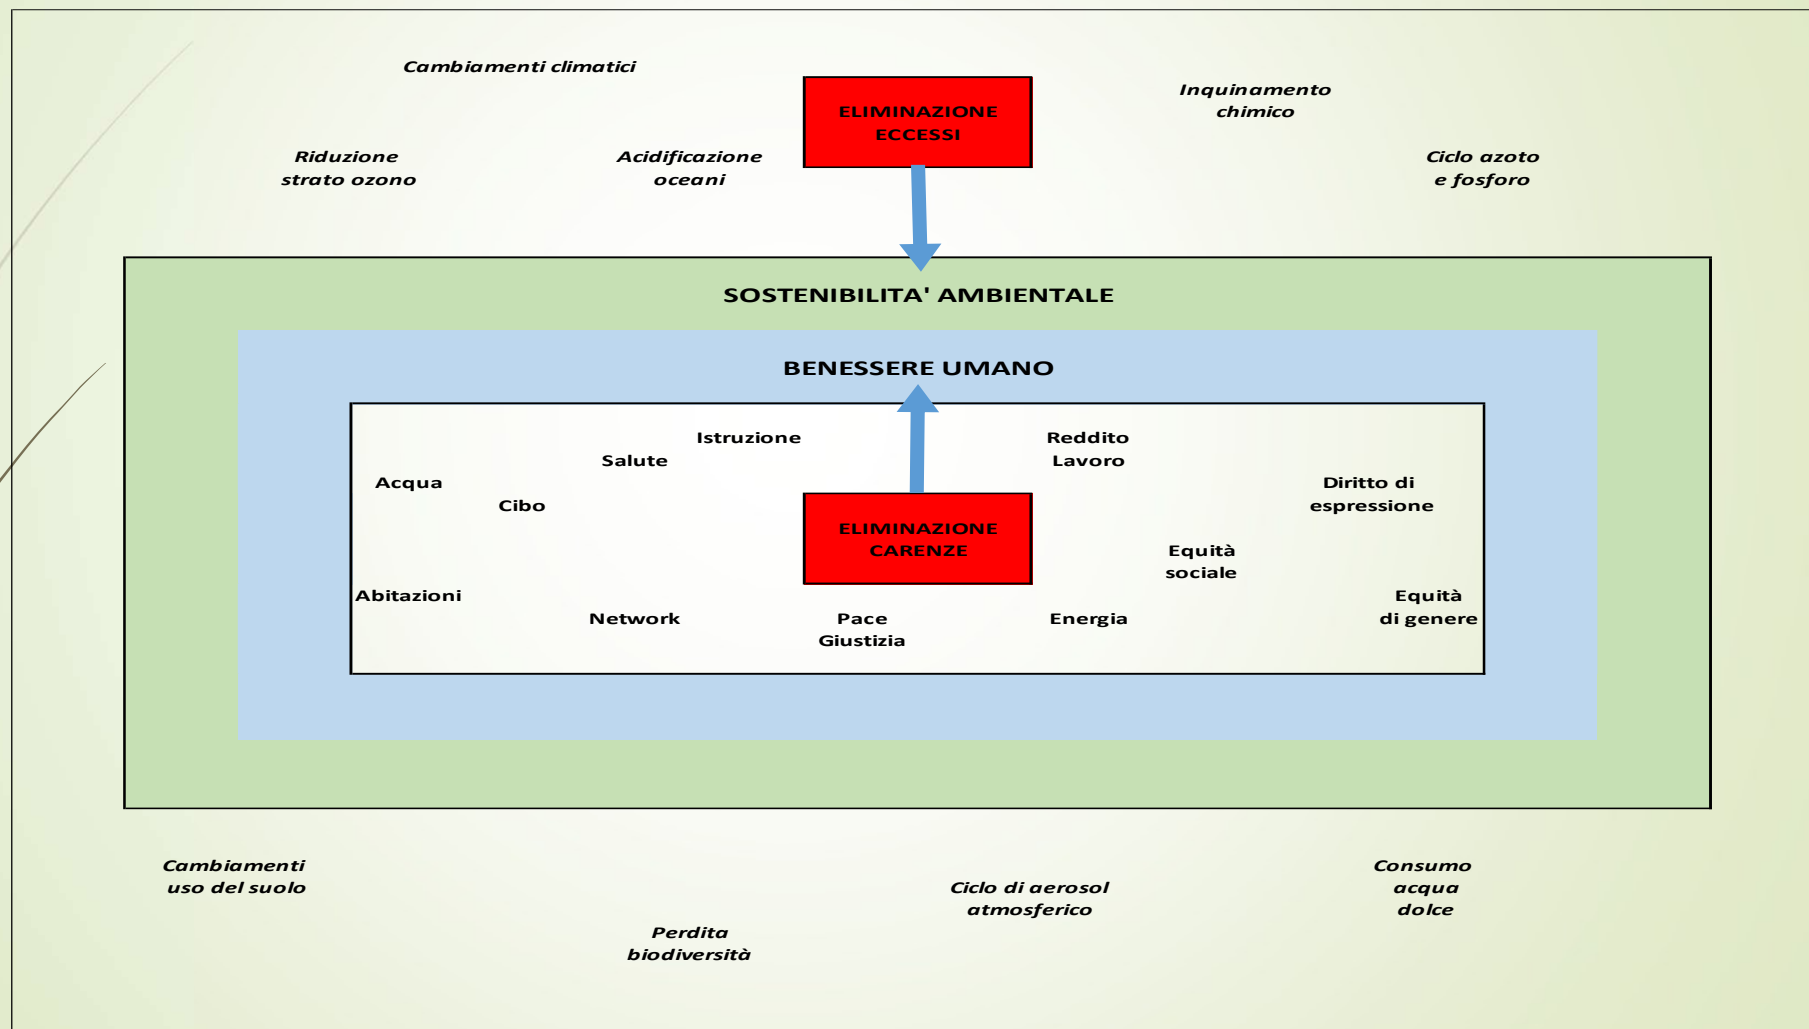 Cambiamenti climatici
ELIMINAZIONE
ECCESSI
Inquinamento
chimico
Riduzione
strato ozono
Acidificazione
oceani
Ciclo azoto
e fosforo
SOSTENIBILITA' AMBIENTALE
BENESSERE UMANO
Istruzione
Reddito
Lavoro
Salute
Acqua
Cibo
Diritto di
espressione
ELIMINAZIONE
CARENZE
Equità
sociale
Abitazioni
Network
Pace
Giustizia
Energia
Equità
di genere
Cambiamenti
uso del suolo
Perdita
biodiversità
Ciclo di aerosol
atmosferico
Consumo
acqua
dolce